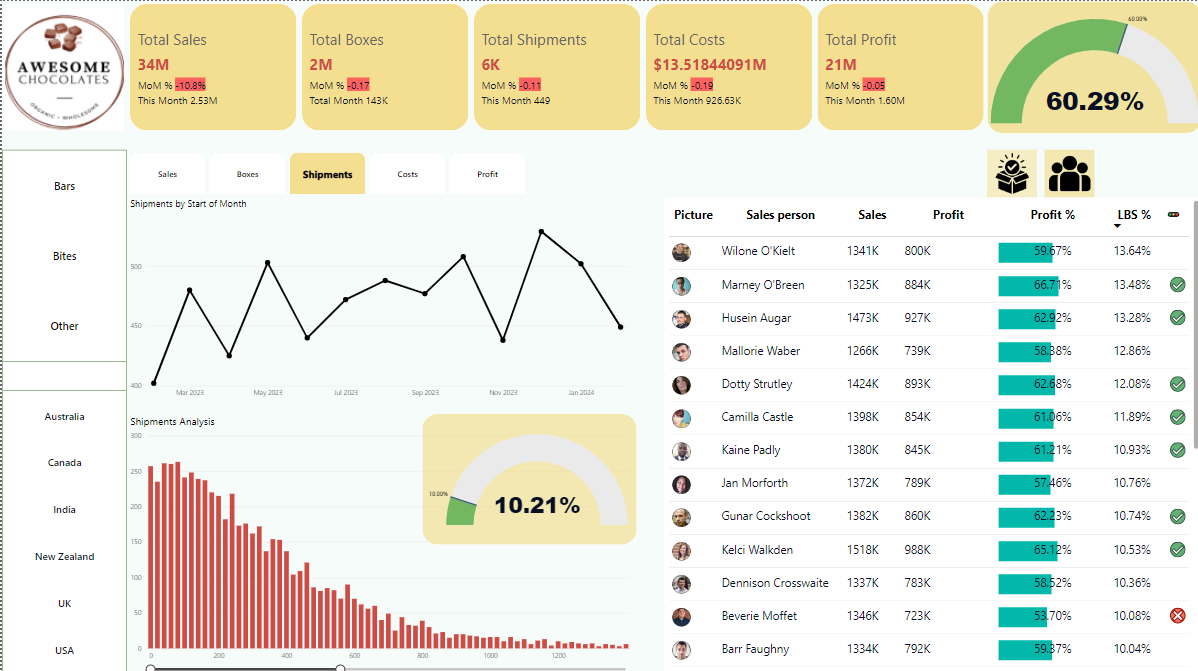 AWESOME
CHOCOLATES
ORGANIC • WHOLESOME
Total Sales
34M
MoM % -10.8%
This Month 2.53M
Total Boxes
2M
MoM % -0.17
Total Month 143K
Total Shipments
6K
MoM % -0.11
This Month 449
Total Costs
$13.51844091M
MoM % -0.19
This Month 926.63K
Total Profit
21M
MoM % -0.05
This Month 1.60M
60.00%
60.29%
Bars
Bites
Other
Australia
Canada
India
New Zealand
UK
USA
Sales Boxes Shipments Costs Profit
Shipments by Start of Month
500
450
400
Mar 2023 May 2023 Jul 2023 Sep 2023 Nov 2023 Jan 2024
Shipments Analysis
300
250
200
150
100
50
0
0 200 400 600 800 1000 1200
10.00%
10.21%
Picture Sales person Sales Profit Profit % LBS %
Wilone O'Kielt 1341K 800K 59.67% 13.64%
Marney O'Breen 1325K 884K 66.71% 13.48%
Husein Augar 1473K 927K 62.92% 13.28%
Mallorie Waber 1266K 739K 58.38% 12.86%
Dotty Strutley 1424K 893K 62.68% 12.08%
Camilla Castle 1398K 854K 61.06% 11.89%
Kaine Padly 1380K 845K 61.21% 10.93%
Jan Morforth 1372K 789K 57.46% 10.76%
Gunar Cockshoot 1382K 860K 62.23% 10.74%
Kelci Walkden 1518K 988K 65.12% 10.53%
Dennison Crosswaite 1337K 783K 58.52% 10.36%
Beverie Moffet 1346K 723K 53.70% 10.08%
Barr Faughny 1334K 792K 59.37% 10.04%